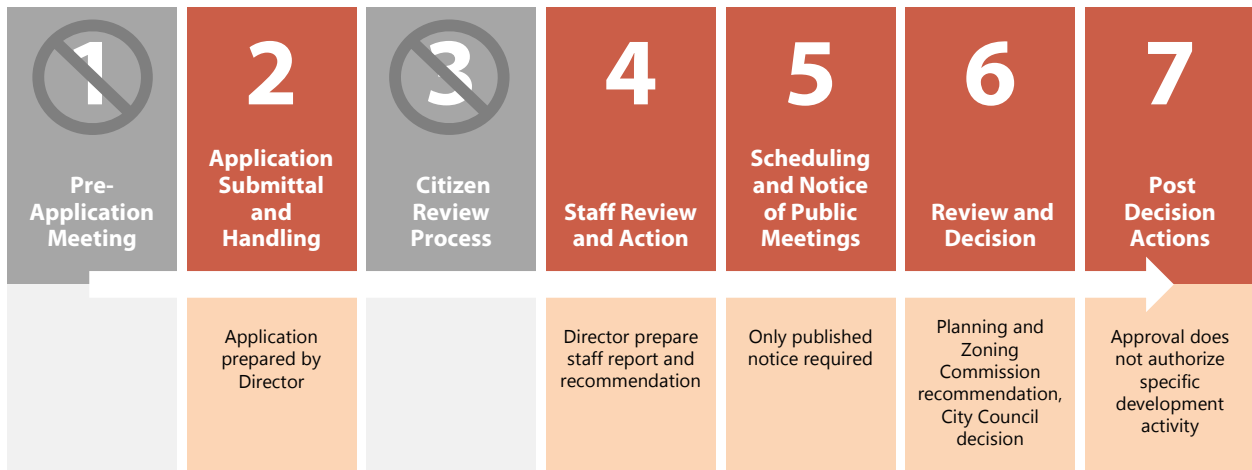 1
Pre-
Application
Meeting
2
Application
Submittal
and
Handling
Application
prepared by
Director
3
Citizen
Review
Process
4
Staff Review
and Action
Director prepare
staff report and
recommendation
5
Scheduling
and Notice
of Public
Meetings
Only published
notice required
6
Review and
Decision
Planning and
Zoning
Commission
recommendation,
City Council
decision
7
Post
Decision
Actions
Approval does
not authorize
specific
development
activity